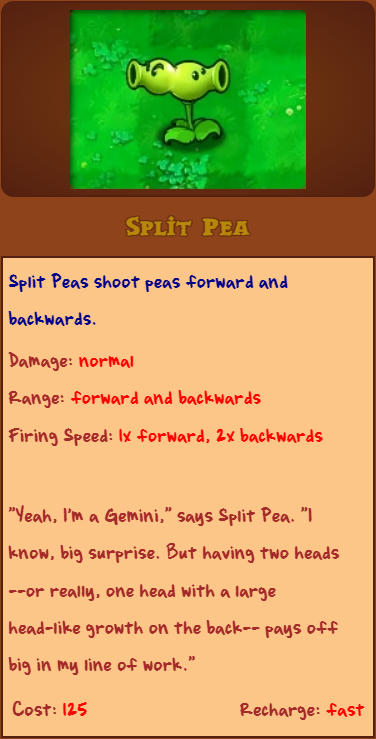 Split Pea
Split Peas shoot peas forward and
backwards.
Damage: normal
Range: forward and backwards
Firing Speed: 1x forward, 2x backwards
"Yeah, I'm a Gemini," says Split Pea. "I
know, big surprise. But having two heads
--or really, one head with a large
head-like growth on the back-- pays off
big in my line of work."
Cost: 125 Recharge: fast